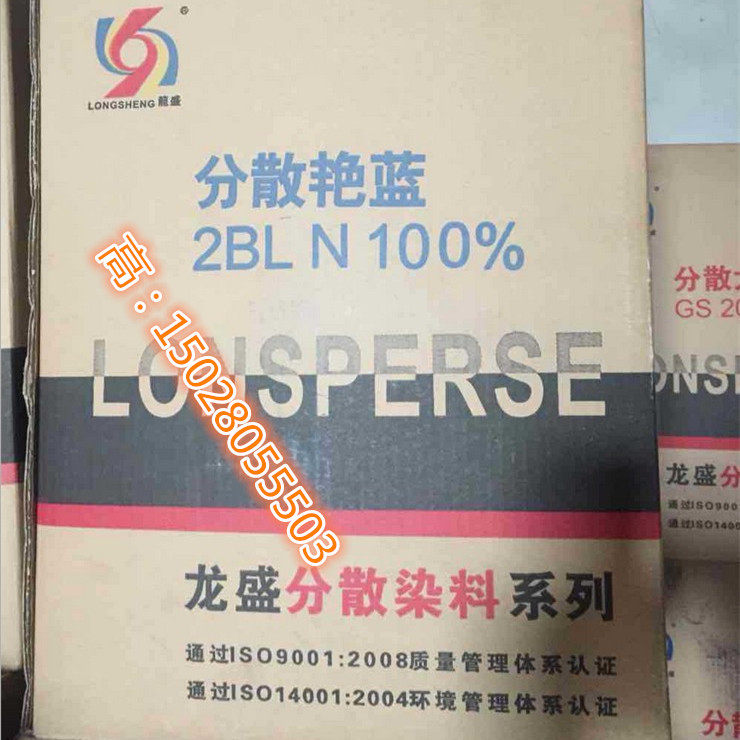 ®
LONGSHENG 龍盛
分散艳蓝
2BL N 100%
LONSPERSE
龙盛分散染料系列
通过ISO9001:2008质量管理体系认证
通过ISO14001:2004环境管理体系认证
高：15028055503
分散
GS 20
ONSE
龙盛分
通过ISO9001
通过ISO1400
分